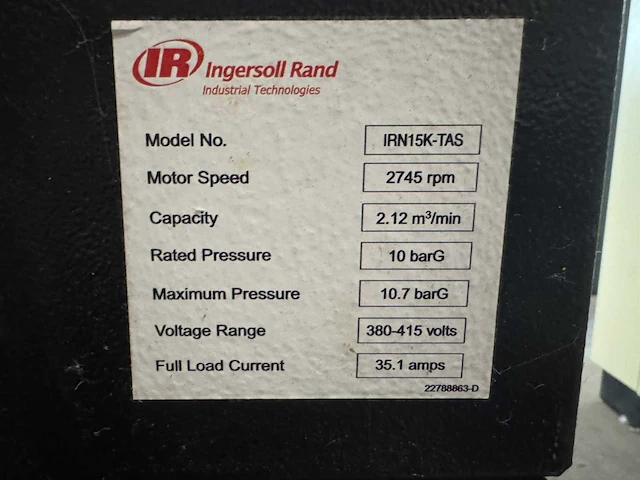 IR Ingersoll Rand
Industrial Technologies
Model No. IRN15K-TAS
Motor Speed 2745 rpm
Capacity 2.12 m³/min
Rated Pressure 10 barG
Maximum Pressure 10.7 barG
Voltage Range 380-415 volts
Full Load Current 35.1 amps
22788863-D